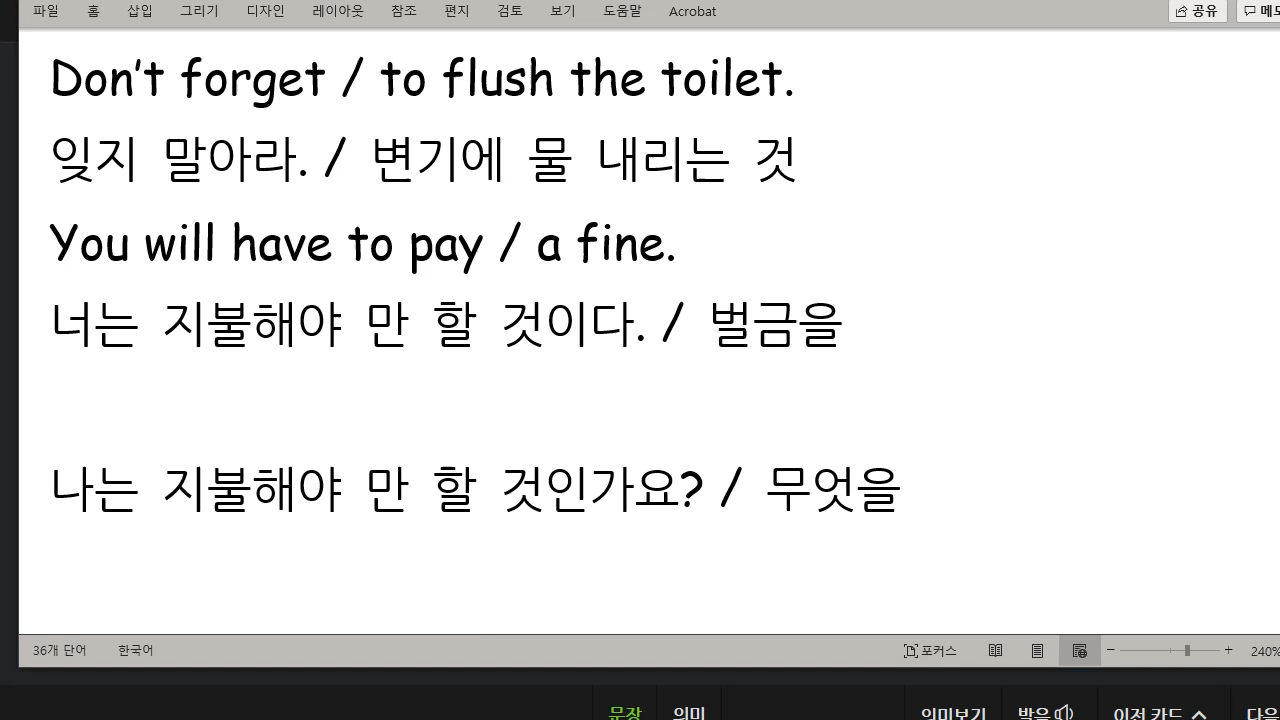 파일 홈 삽입 그리기 디자인 레이아웃 참조 편지 검토 보기 도움말 Acrobat 공유
Don't forget / to flush the toilet.
잊지 말아라. / 변기에 물 내리는 것
You will have to pay / a fine.
너는 지불해야 만 할 것이다. / 벌금을
나는 지불해야 만 할 것인가요? / 무엇을
36개 단어 한국어 포커스 240%
문장 의미 의미보기 발음 이전 카드 다음